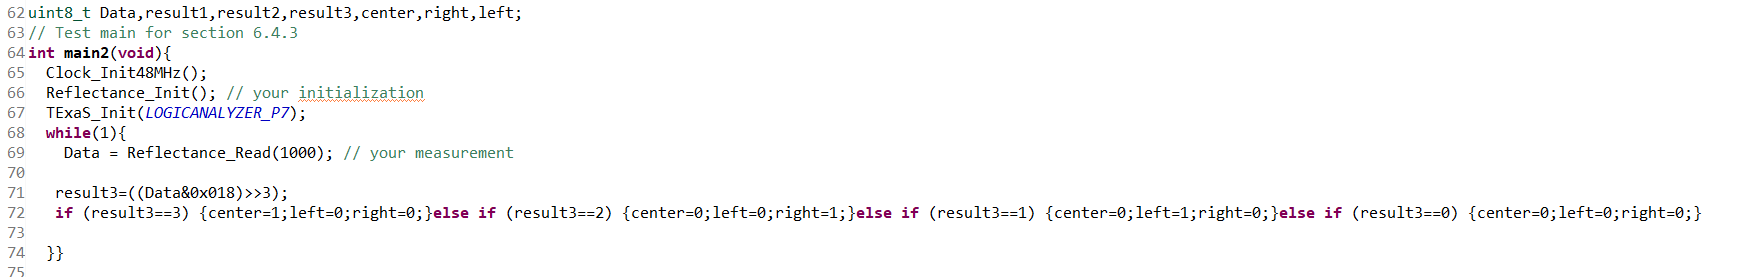 62 uint8_t Data,result1,result2,result3,center,right,left;
63 // Test main for section 6.4.3
64 int main2(void){
65   Clock_Init48MHz();
66   Reflectance_Init(); // your initialization
67   TExaS_Init(LOGICANALYZER_P7);
68   while(1){
69     Data = Reflectance_Read(1000); // your measurement
70
71    result3=((Data&0x018)>>3);
72    if (result3==3) {center=1;left=0;right=0;}else if (result3==2) {center=0;left=0;right=1;}else if (result3==1) {center=0;left=1;right=0;}else if (result3==0) {center=0;left=0;right=0;}
73
74   }}
75